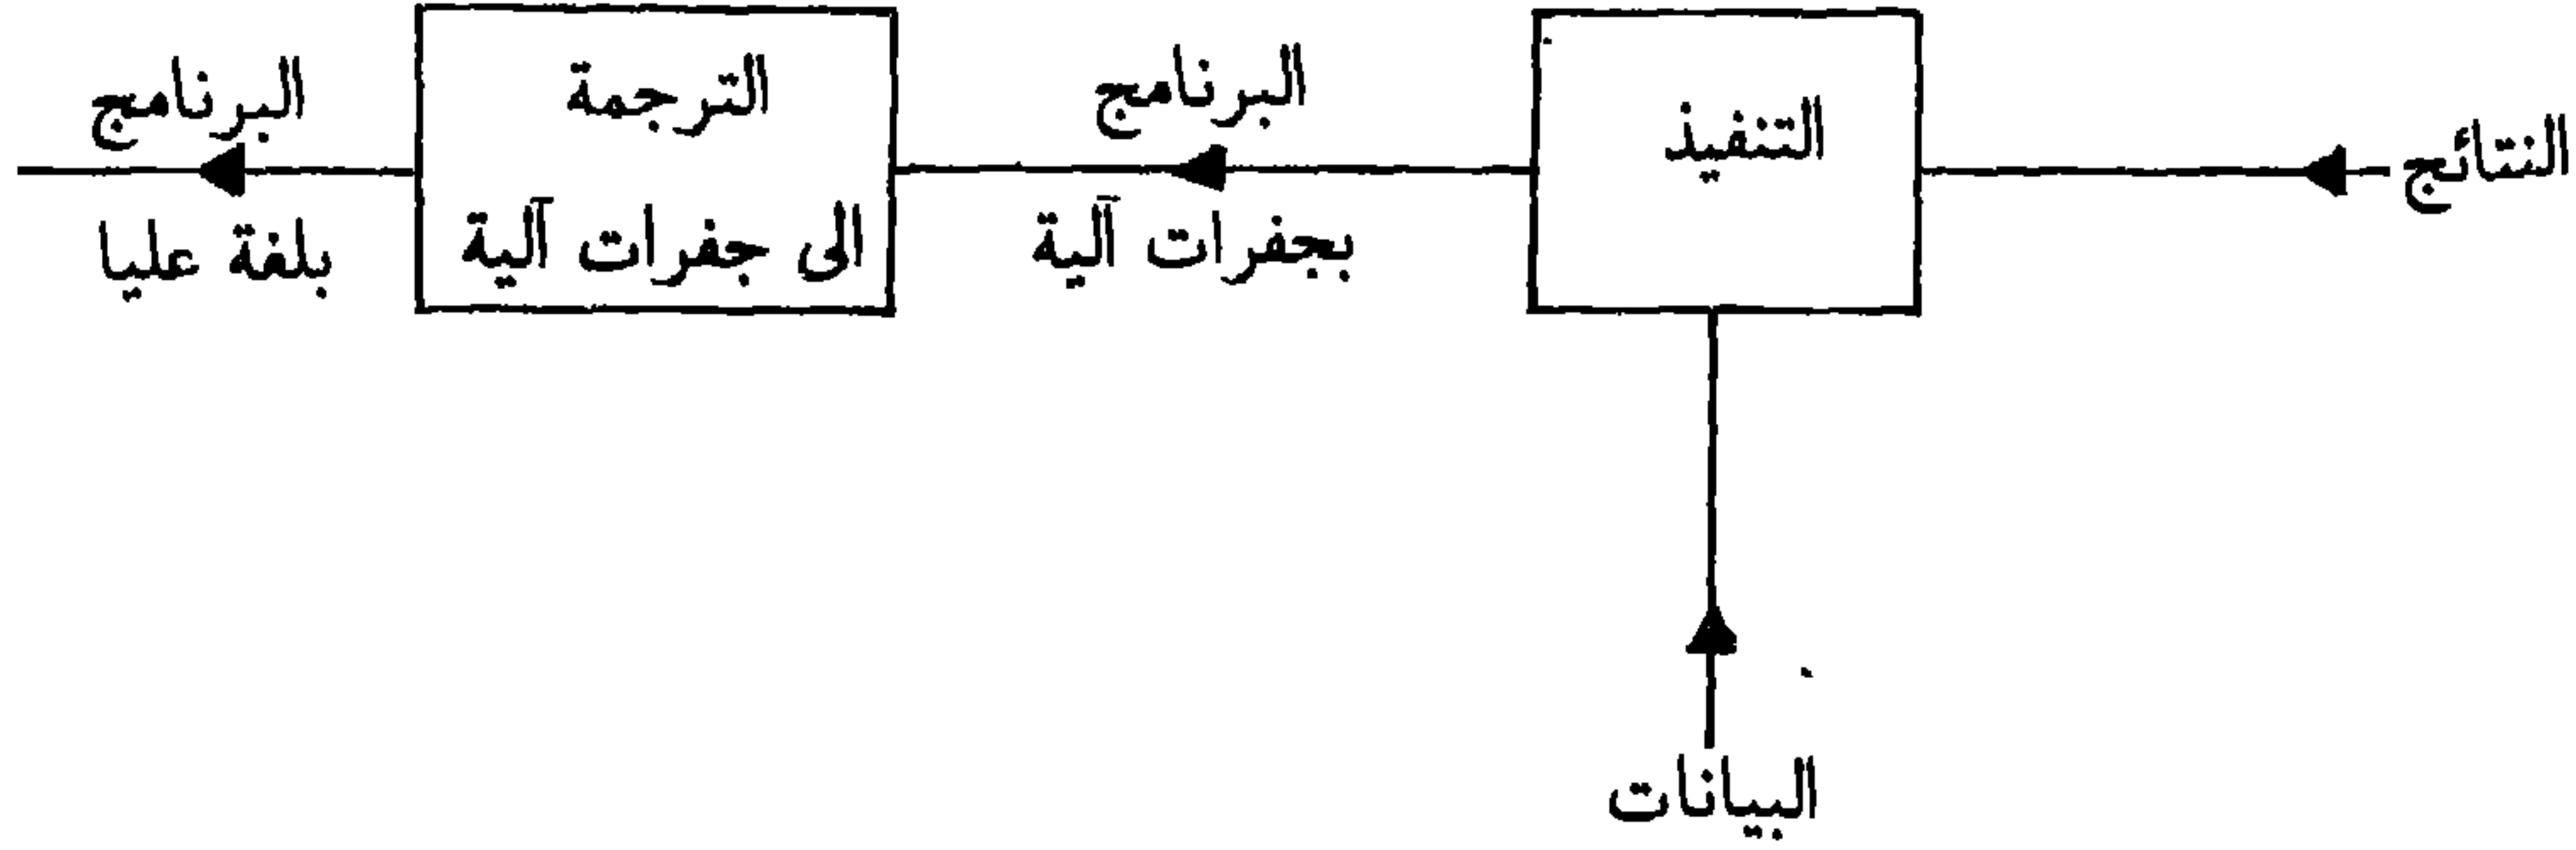 النتائج
التنفيذ
البرنامج
بجفرات آلية
الترجمة
الى جفرات آلية
البرنامج
بلغة عليا
البيانات